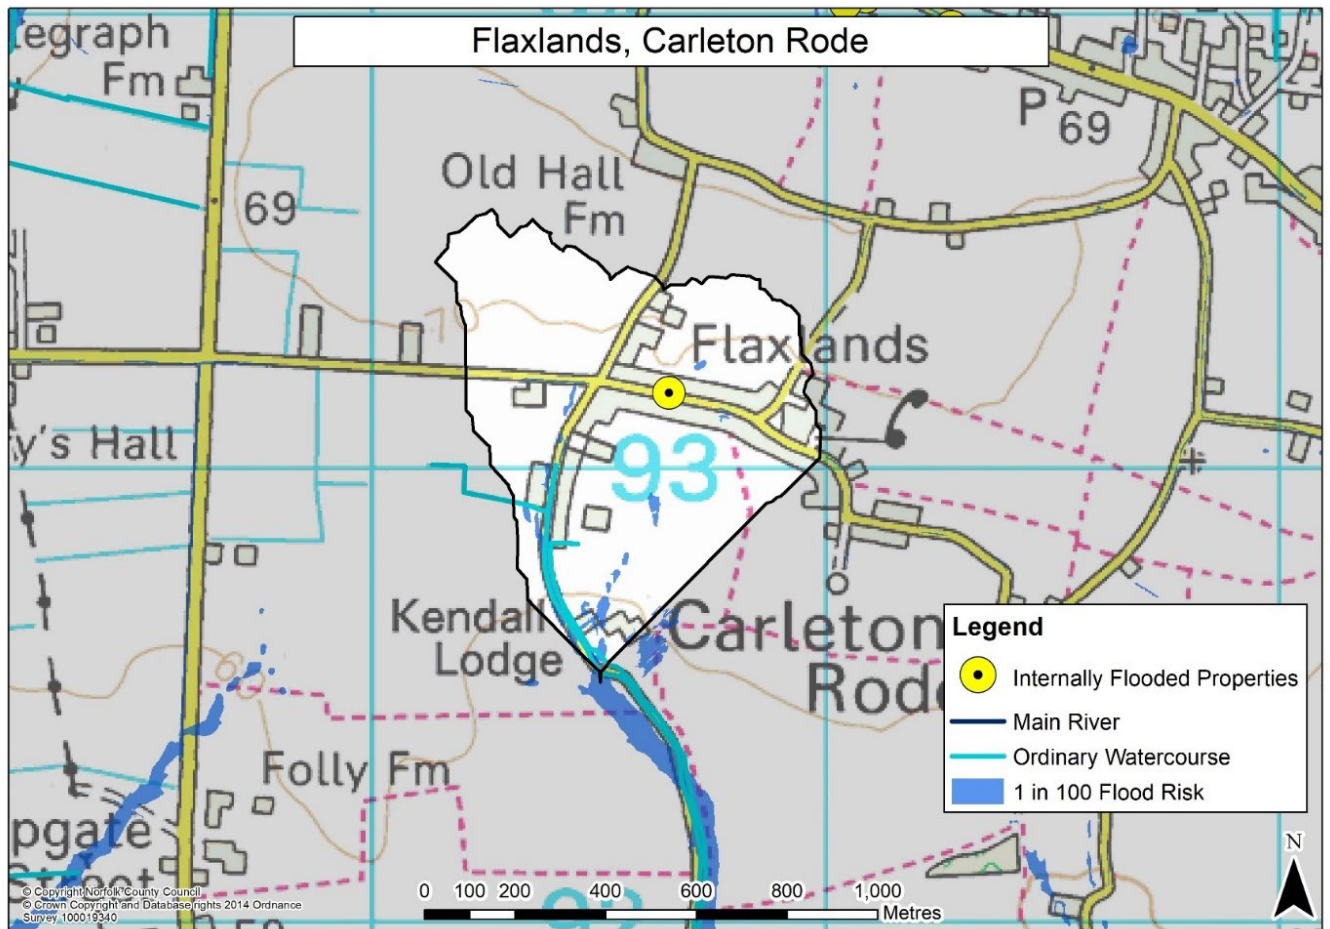 Flaxlands, Carleton Rode
egraph
Fm
P 69
Old Hall
Fm
69
70
Flaxlands
y's Hall
93
Kendall
Lodge
Carleton
Rode
Folly Fm
pgate
Street
Legend
Internally Flooded Properties
Main River
Ordinary Watercourse
1 in 100 Flood Risk
N
© Copyright Norfolk County Council
© Crown Copyright and Database rights 2014 Ordnance
Survey 100019340
0 100 200 400 600 800 1,000
Metres